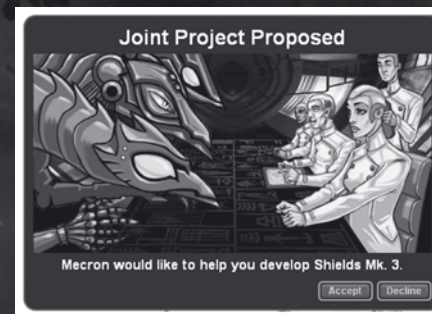 Joint Project Proposed
Mecron would like to help you develop Shields Mk. 3.
Accept
Decline